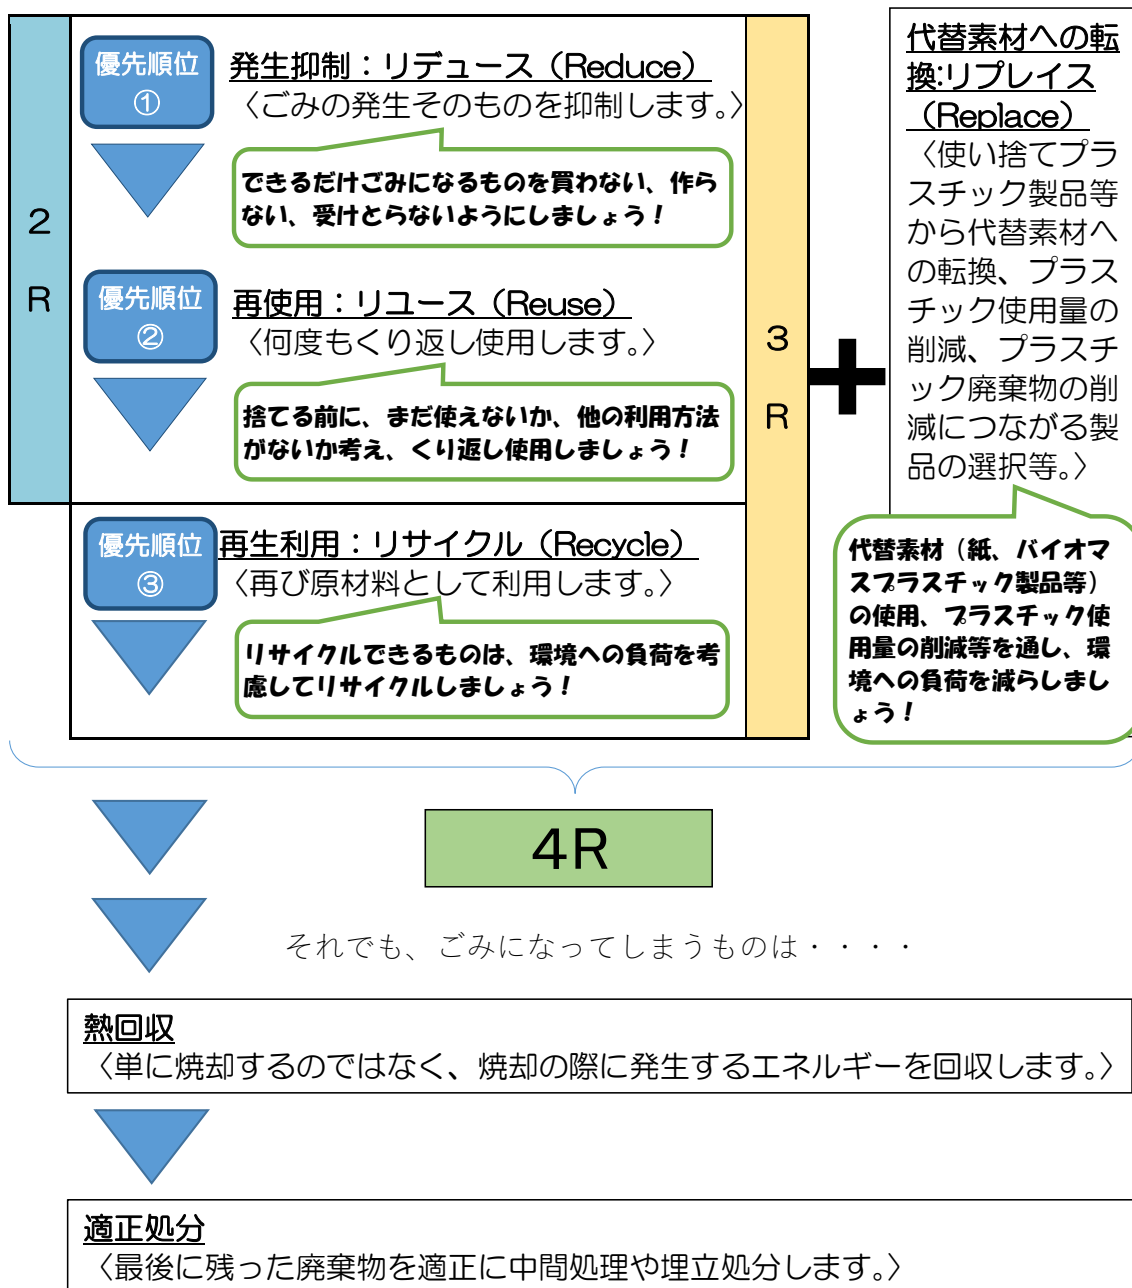 2
R
優先順位
①
発生抑制：リデュース（Reduce）
〈ごみの発生そのものを抑制します。〉
できるだけごみになるものを買わない、作ら
ない、受けとらないようにしましょう！
優先順位
②
再使用：リユース（Reuse）
〈何度もくり返し使用します。〉
捨てる前に、まだ使えないか、他の利用方法
がないか考え、くり返し使用しましょう！
優先順位
③
再生利用：リサイクル（Recycle）
〈再び原材料として利用します。〉
リサイクルできるものは、環境への負荷を考
慮してリサイクルしましょう！
3
R
代替素材への転
換:リプレイス
（Replace）
〈使い捨てプラ
スチック製品等
から代替素材へ
の転換、プラス
チック使用量の
削減、プラスチ
ック廃棄物の削
減につながる製
品の選択等。〉
代替素材（紙、バイオマ
スプラスチック製品等）
の使用、プラスチック使
用量の削減等を通し、環
境への負荷を減らしまし
ょう！
4R
それでも、ごみになってしまうものは・・・・
熱回収
〈単に焼却するのではなく、焼却の際に発生するエネルギーを回収します。〉
適正処分
〈最後に残った廃棄物を適正に中間処理や埋立処分します。〉